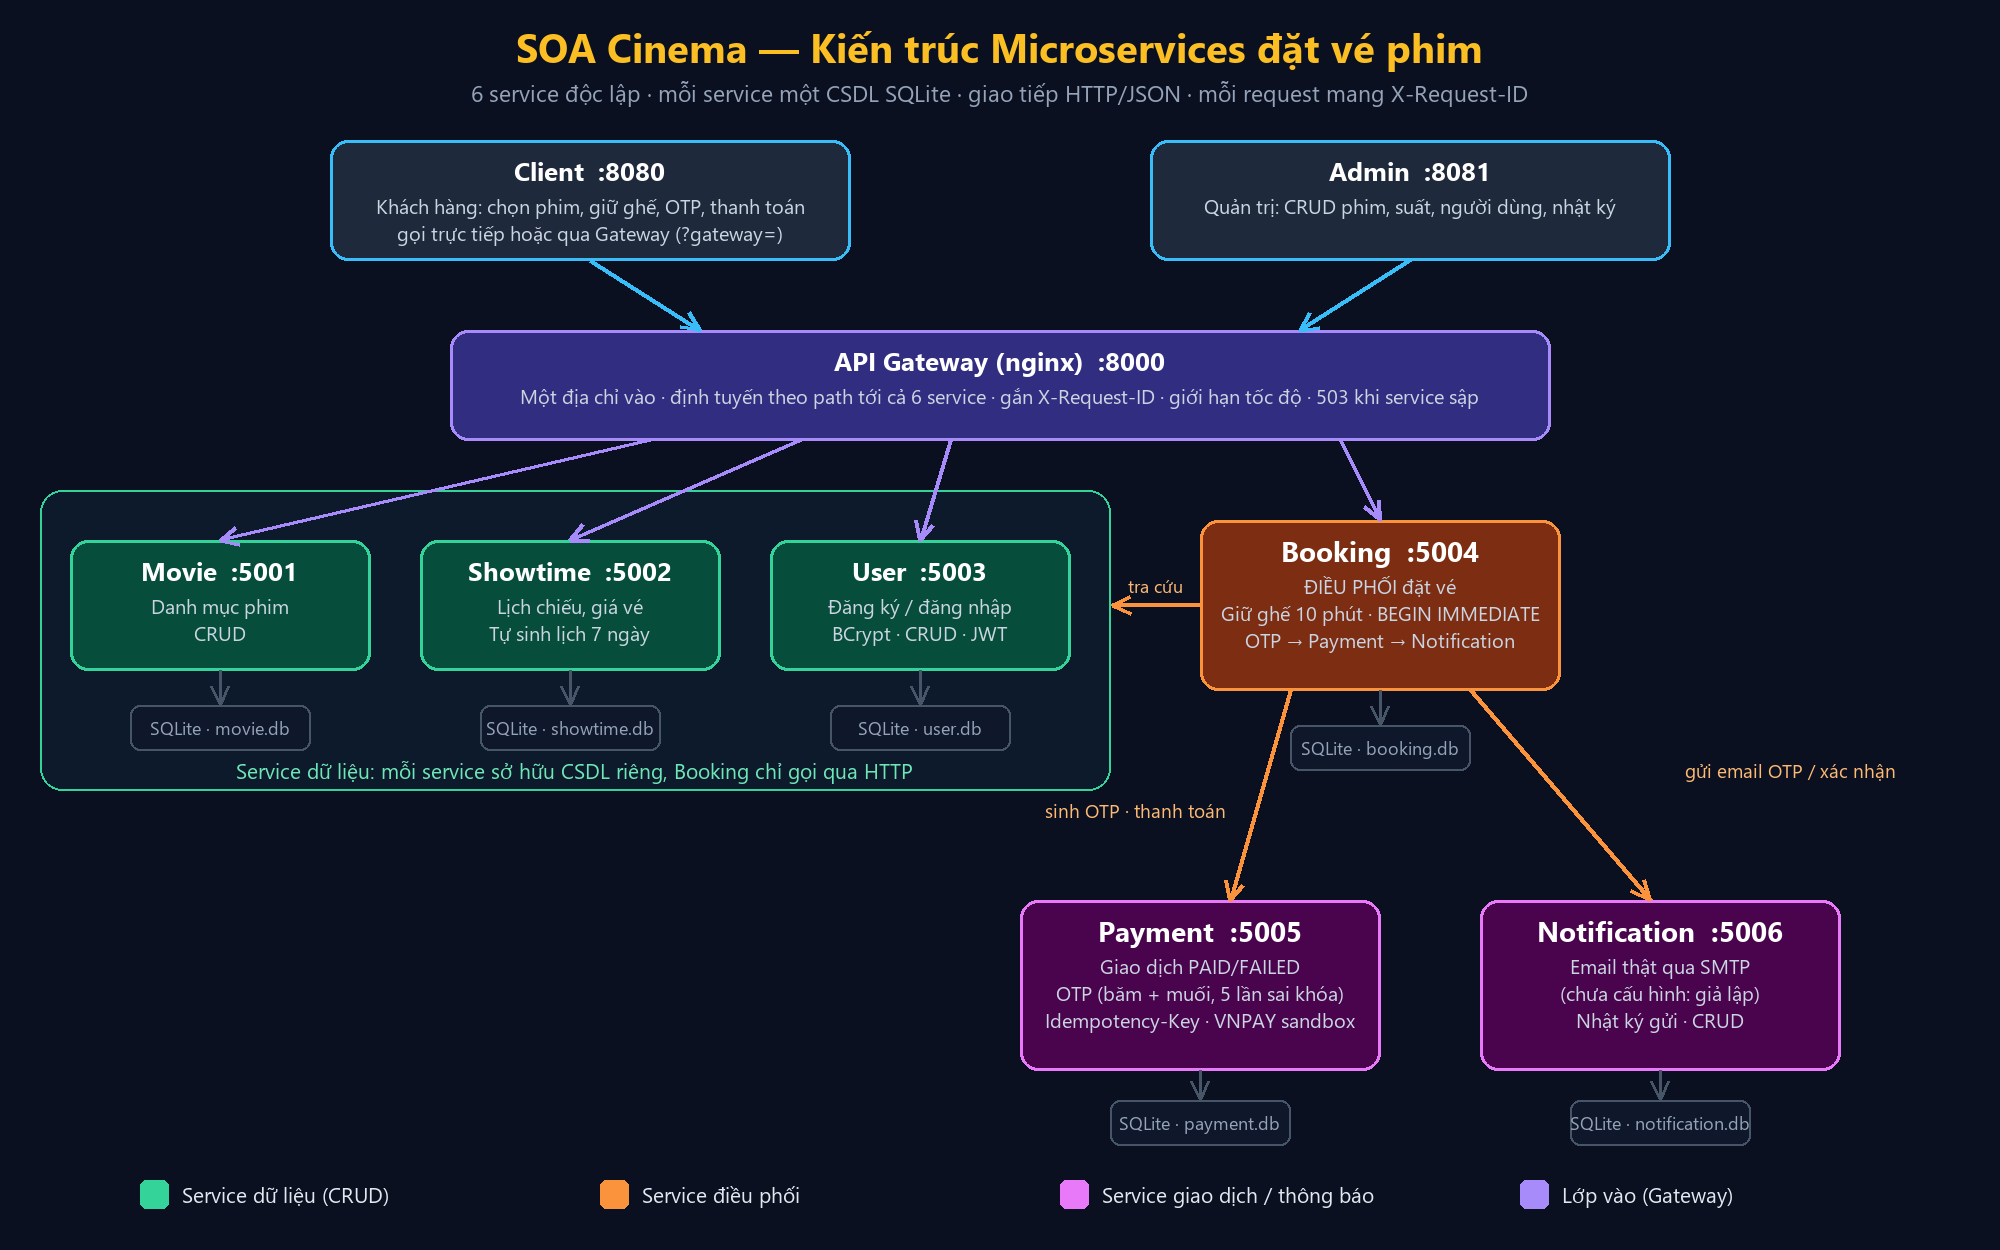 SOA Cinema — Kiến trúc Microservices đặt vé phim
6 service độc lập · mỗi service một CSDL SQLite · giao tiếp HTTP/JSON · mỗi request mang X-Request-ID
Client :8080
Khách hàng: chọn phim, giữ ghế, OTP, thanh toán
gọi trực tiếp hoặc qua Gateway (?gateway=)
Admin :8081
Quản trị: CRUD phim, suất, người dùng, nhật ký
API Gateway (nginx) :8000
Một địa chỉ vào · định tuyến theo path tới cả 6 service · gắn X-Request-ID · giới hạn tốc độ · 503 khi service sập
Movie :5001
Danh mục phim
CRUD
SQLite · movie.db
Showtime :5002
Lịch chiếu, giá vé
Tự sinh lịch 7 ngày
SQLite · showtime.db
User :5003
Đăng ký / đăng nhập
BCrypt · CRUD · JWT
SQLite · user.db
Service dữ liệu: mỗi service sở hữu CSDL riêng, Booking chỉ gọi qua HTTP
tra cứu
Booking :5004
ĐIỀU PHỐI đặt vé
Giữ ghế 10 phút · BEGIN IMMEDIATE
OTP → Payment → Notification
SQLite · booking.db
gửi email OTP / xác nhận
sinh OTP · thanh toán
Payment :5005
Giao dịch PAID/FAILED
OTP (băm + muối, 5 lần sai khóa)
Idempotency-Key · VNPAY sandbox
SQLite · payment.db
Notification :5006
Email thật qua SMTP
(chưa cấu hình: giả lập)
Nhật ký gửi · CRUD
SQLite · notification.db
Service dữ liệu (CRUD)
Service điều phối
Service giao dịch / thông báo
Lớp vào (Gateway)